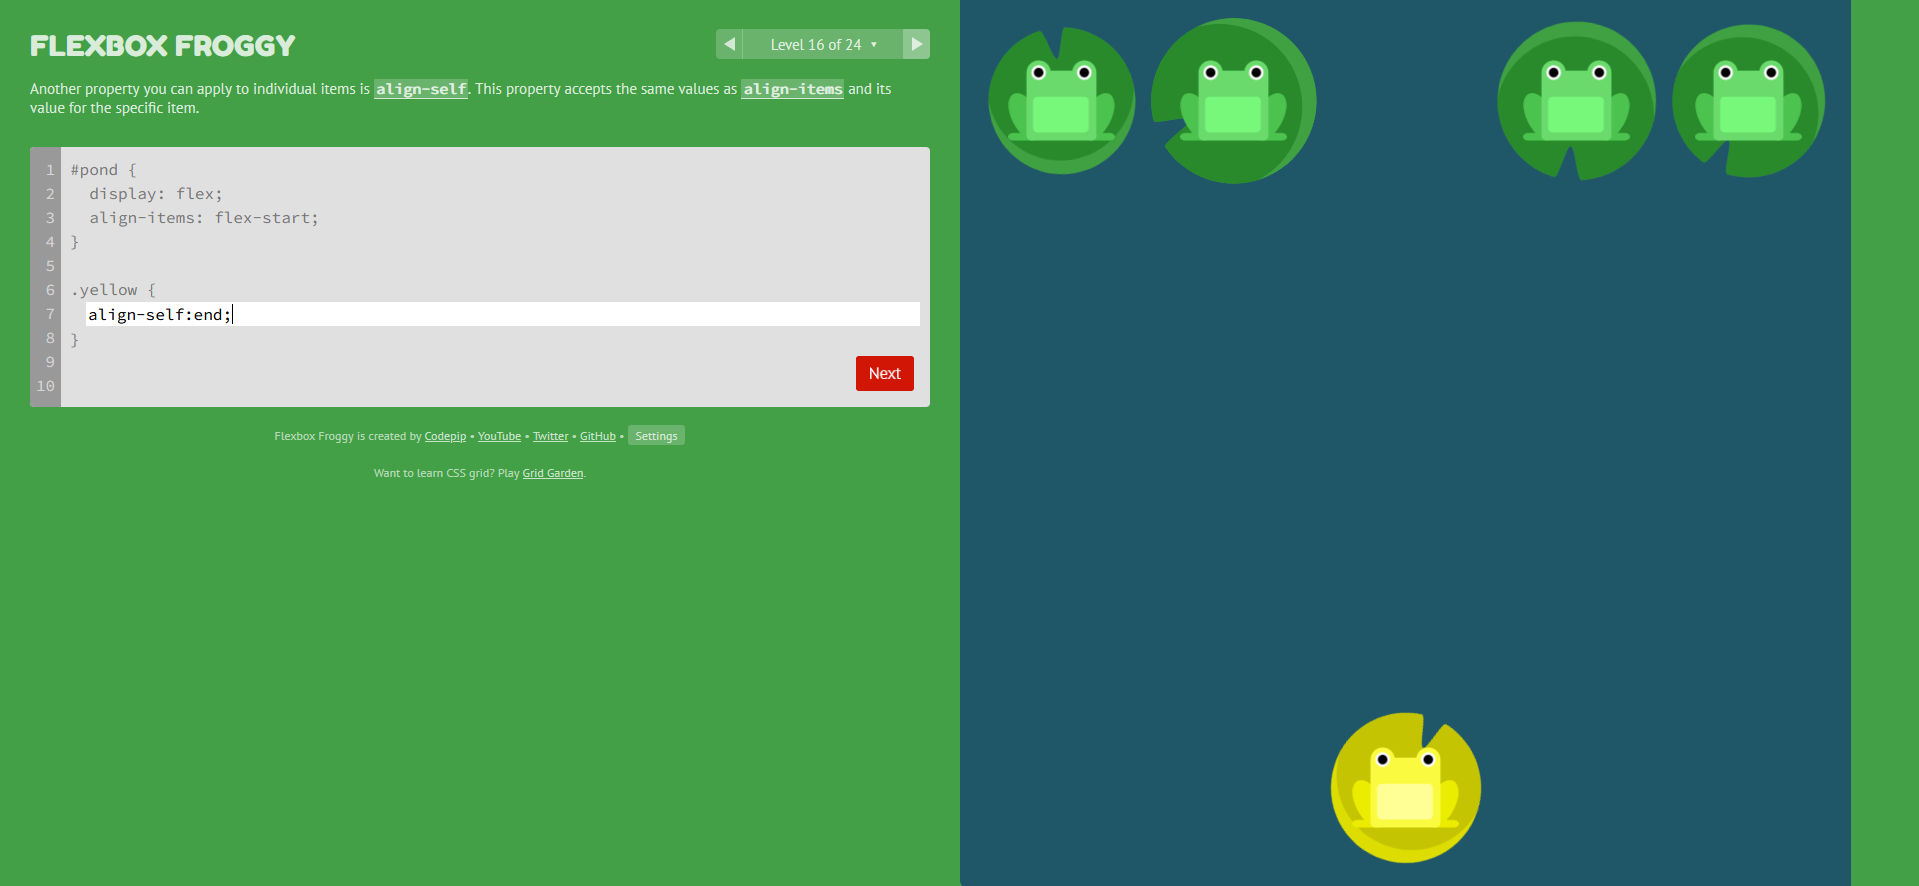 FLEXBOX FROGGY
◀ Level 16 of 24 ▾ ▶
Another property you can apply to individual items is align-self. This property accepts the same values as align-items and its
value for the specific item.
1 #pond {
2 display: flex;
3 align-items: flex-start;
4 }
5
6 .yellow {
7 align-self:end;
8 }
9
10
Next
Flexbox Froggy is created by Codepip • YouTube • Twitter • GitHub • Settings
Want to learn CSS grid? Play Grid Garden.